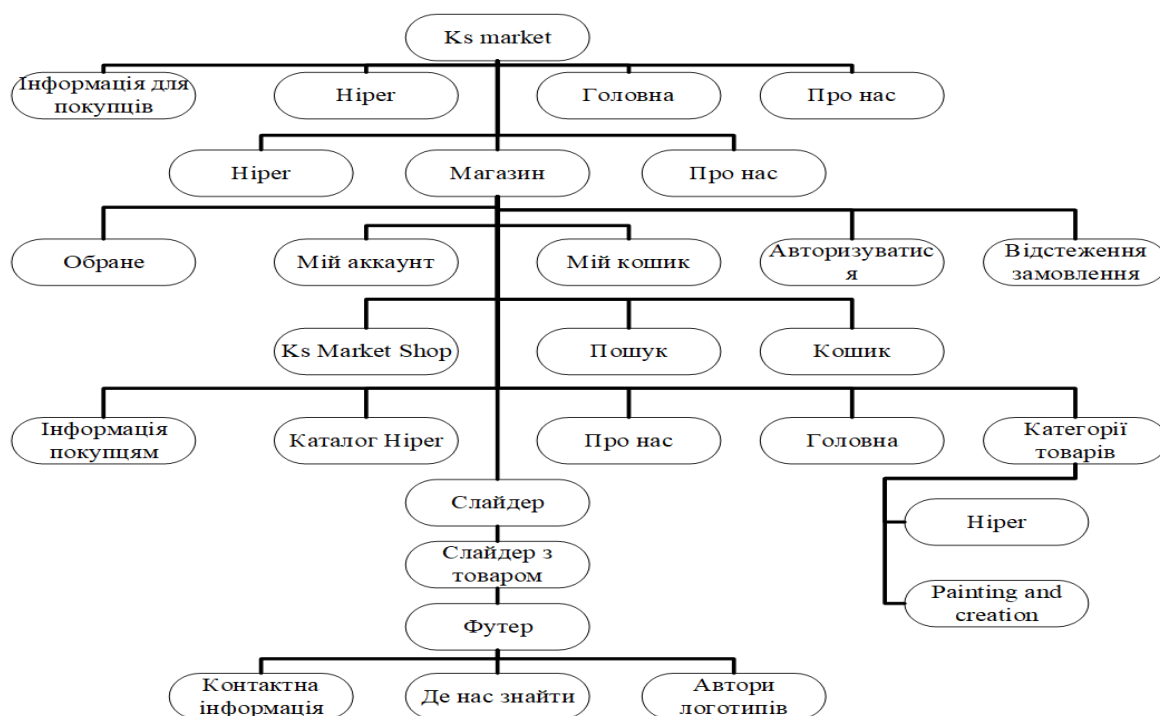 Ks market
Інформація для
покупців
Hiper
Головна
Про нас
Hiper
Магазин
Про нас
Обране
Мій аккаунт
Мій кошик
Авторизуватис
я
Відстеження
замовлення
Ks Market Shop
Пошук
Кошик
Інформація
покупцям
Каталог Hiper
Про нас
Головна
Категорії
товарів
Слайдер
Hiper
Слайдер з
товаром
Painting and
creation
Футер
Контактна
інформація
Де нас знайти
Автори
логотипів